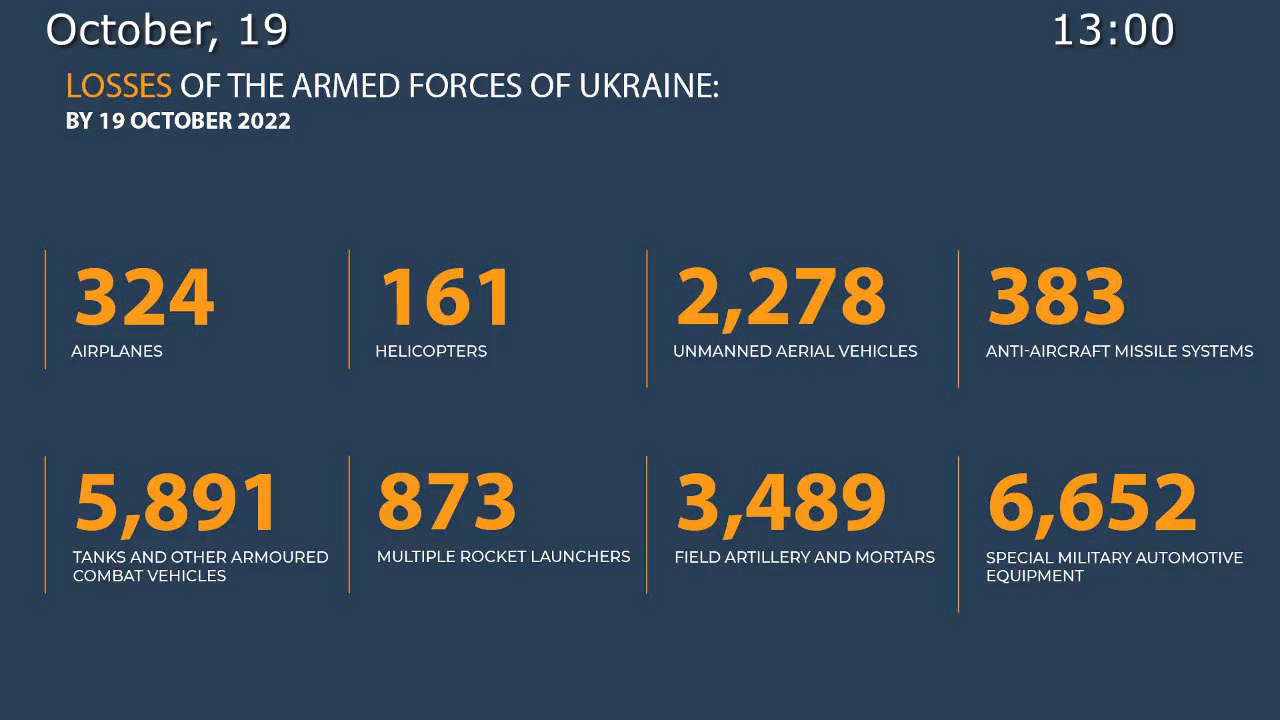 October, 19
13:00
LOSSES OF THE ARMED FORCES OF UKRAINE:
BY 19 OCTOBER 2022
324
AIRPLANES
161
HELICOPTERS
2,278
UNMANNED AERIAL VEHICLES
383
ANTI-AIRCRAFT MISSILE SYSTEMS
5,891
TANKS AND OTHER ARMOURED
COMBAT VEHICLES
873
MULTIPLE ROCKET LAUNCHERS
3,489
FIELD ARTILLERY AND MORTARS
6,652
SPECIAL MILITARY AUTOMOTIVE
EQUIPMENT